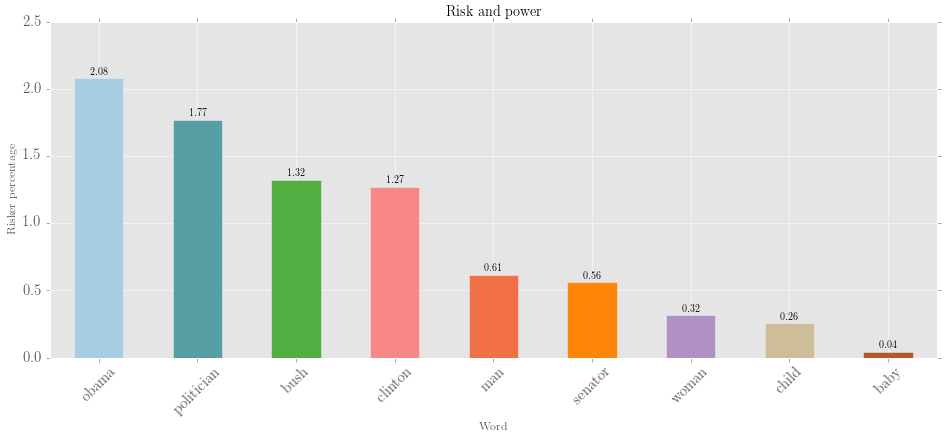 Risk and power
2.5
2.0
1.5
1.0
0.5
0.0
Risker percentage
2.08
1.77
1.32
1.27
0.61
0.56
0.32
0.26
0.04
obama
politician
bush
clinton
man
senator
woman
child
baby
Word